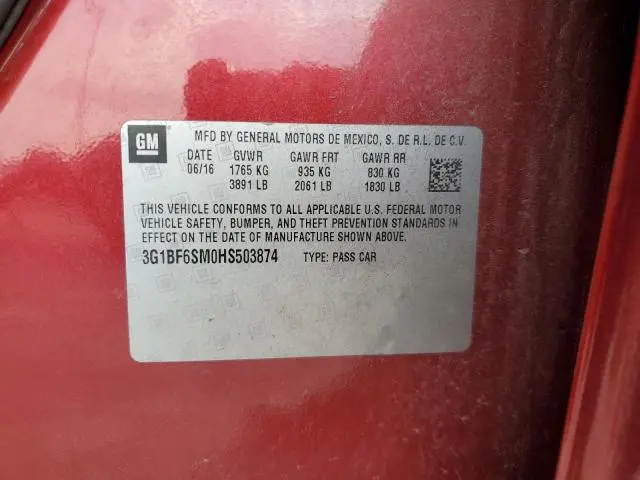 GM
MFD BY GENERAL MOTORS DE MEXICO, S. DE R.L. DE C.V.
DATE GVWR GAWR FRT GAWR RR
06/16 1765 KG 935 KG 830 KG
3891 LB 2061 LB 1830 LB
THIS VEHICLE CONFORMS TO ALL APPLICABLE U.S. FEDERAL MOTOR
VEHICLE SAFETY, BUMPER, AND THEFT PREVENTION STANDARDS IN
EFFECT ON THE DATE OF MANUFACTURE SHOWN ABOVE.
3G1BF6SM0HS503874 TYPE: PASS CAR